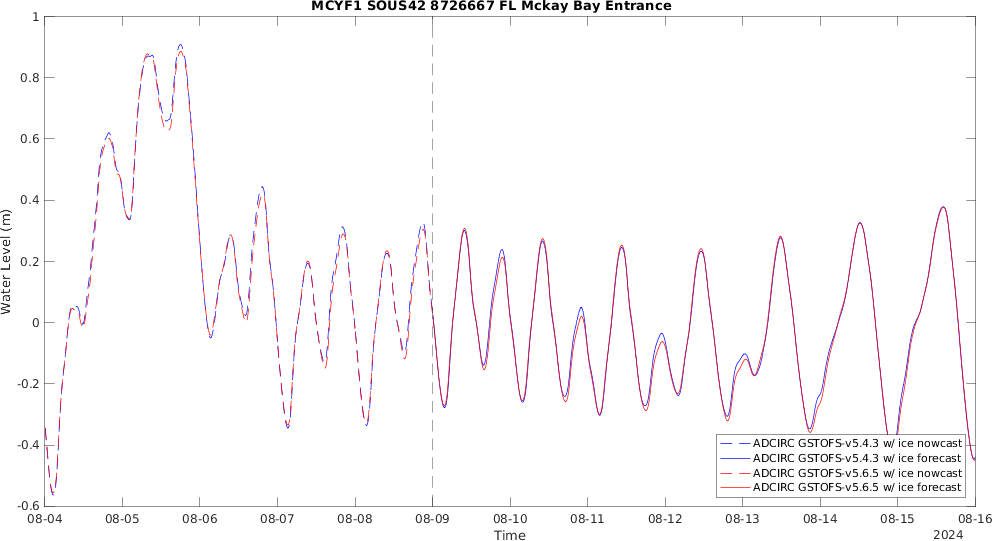 MCYF1 SOUS42 8726667 FL Mckay Bay Entrance
Water Level (m)
1
0.8
0.6
0.4
0.2
0
-0.2
-0.4
-0.6
08-04 08-05 08-06 08-07 08-08 08-09 08-10 08-11 08-12 08-13 08-14 08-15 08-16
Time
2024
ADCIRC GSTOFS-v5.4.3 w/ ice nowcast
ADCIRC GSTOFS-v5.4.3 w/ ice forecast
ADCIRC GSTOFS-v5.6.5 w/ ice nowcast
ADCIRC GSTOFS-v5.6.5 w/ ice forecast